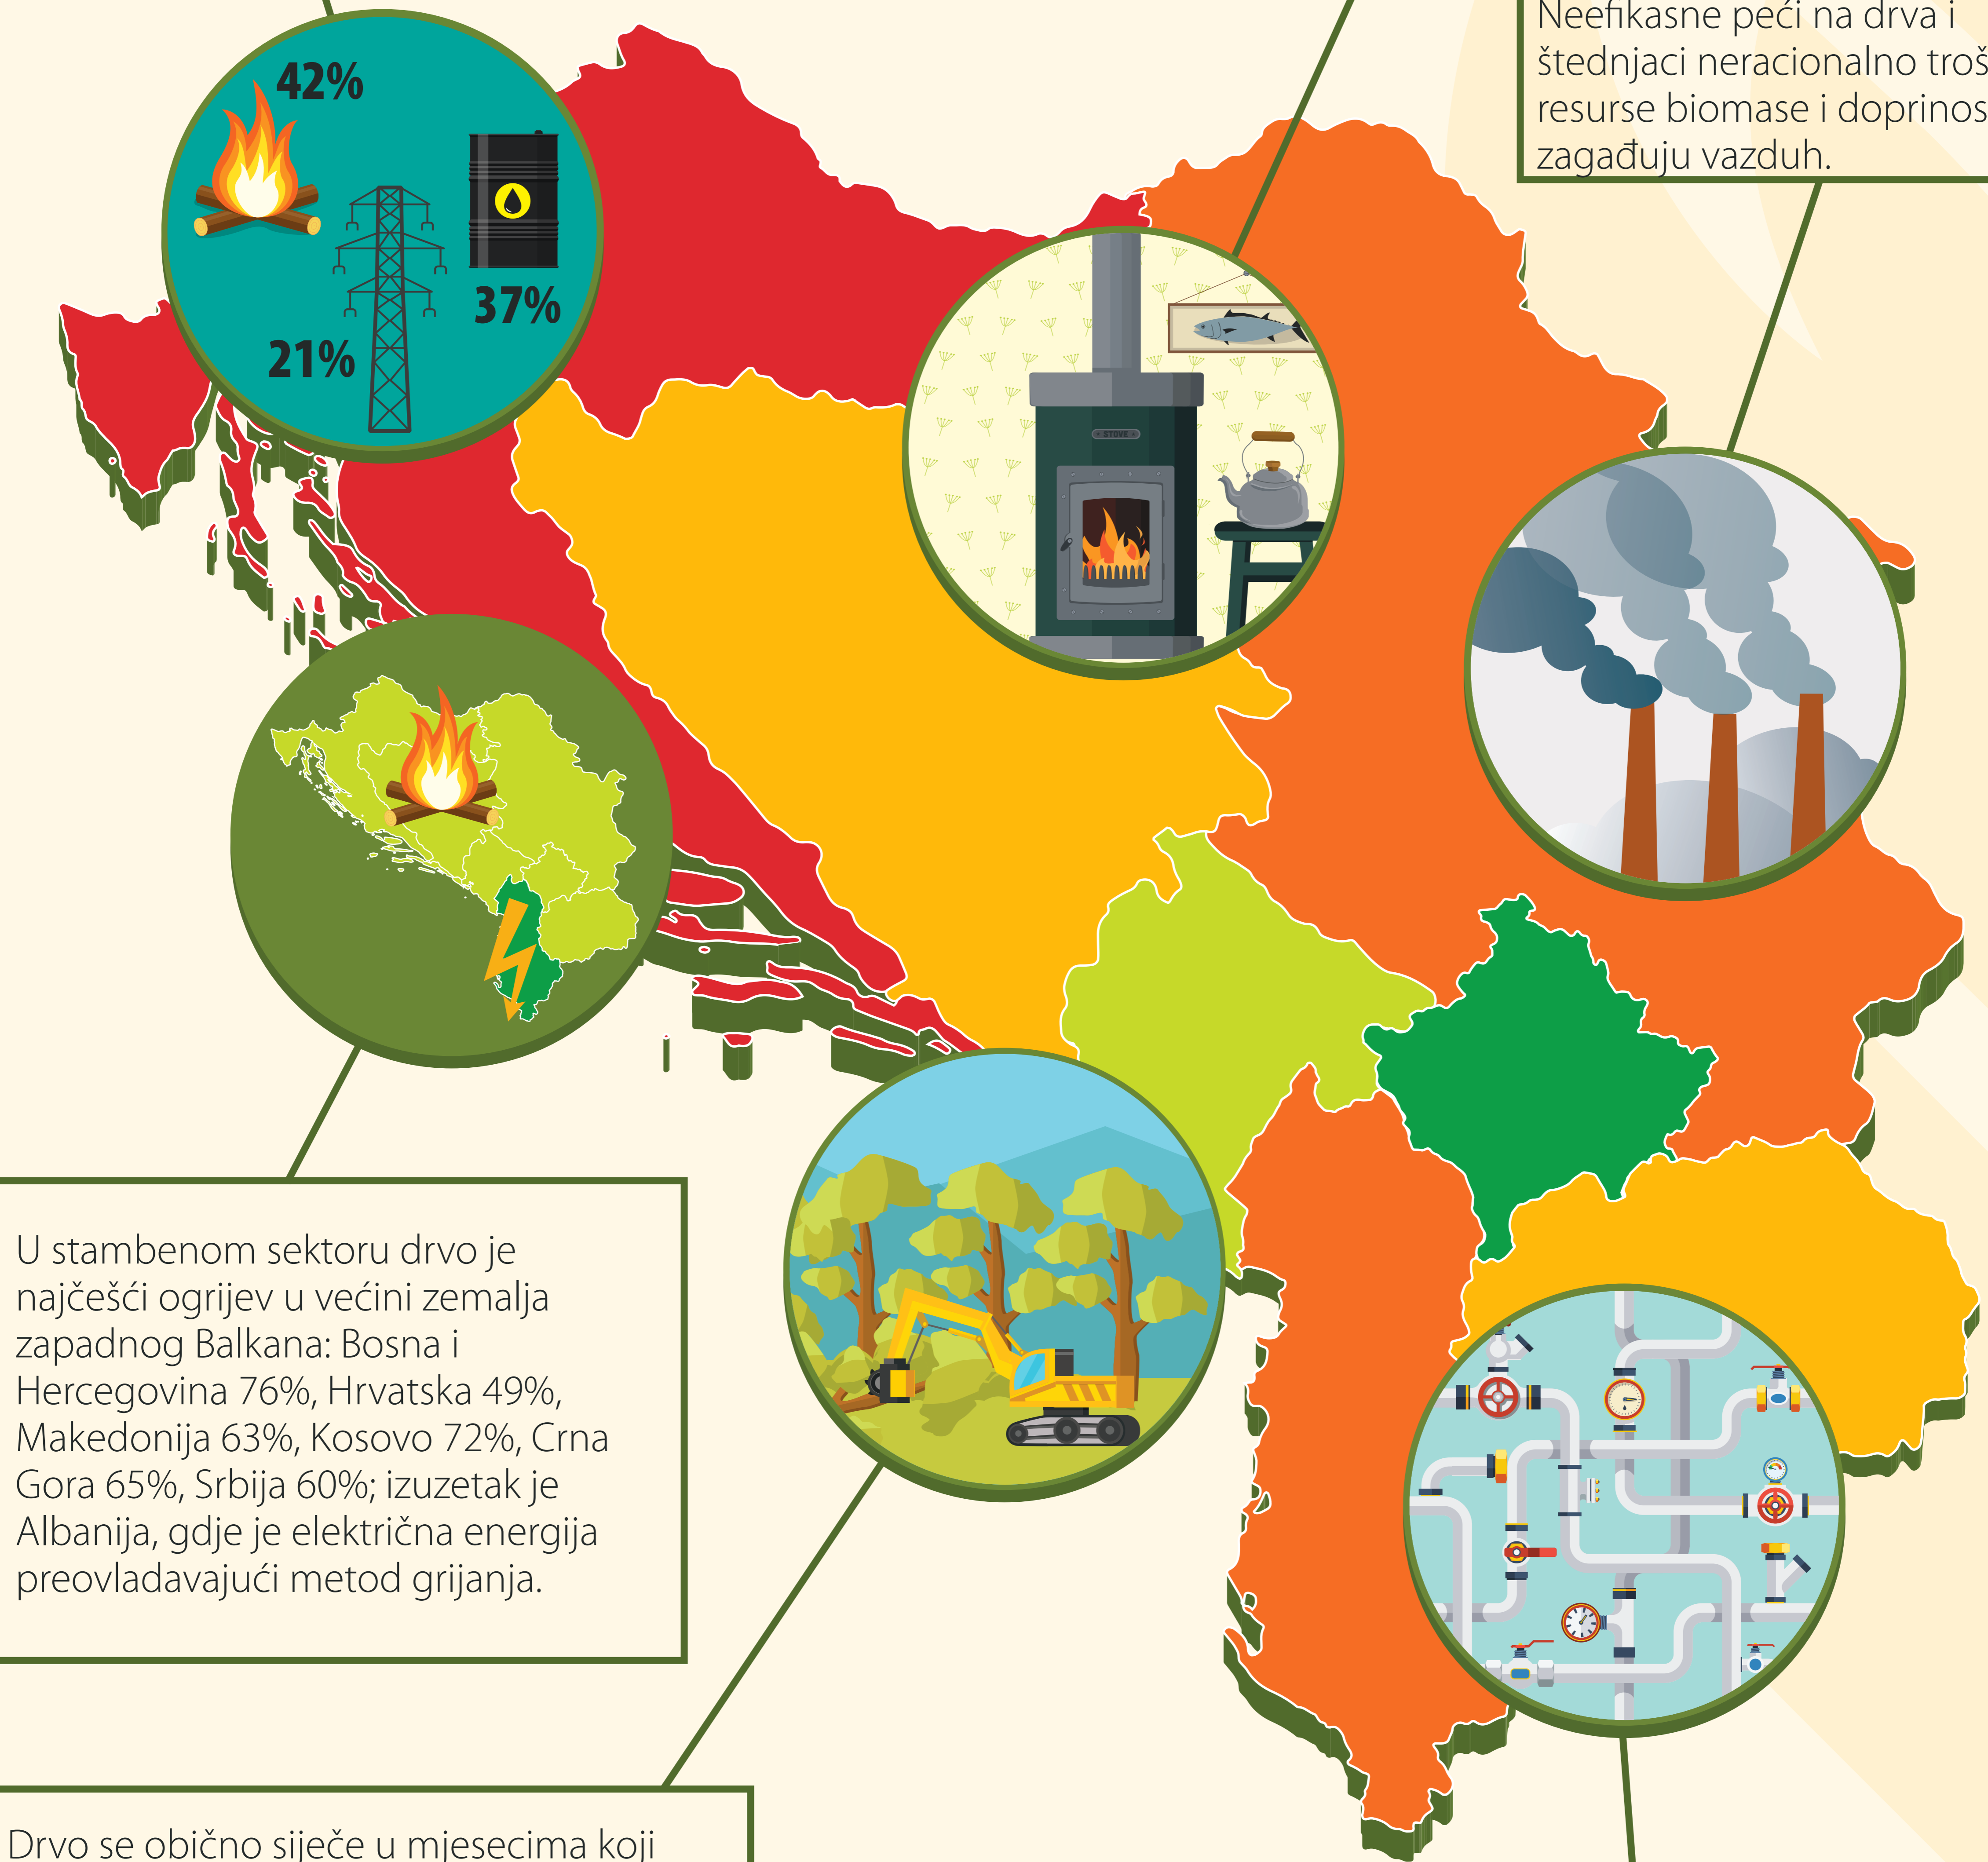 42%
37%
21%
Neefikasne peći na drva i
štednjaci neracionalno troš
resurse biomase i doprinos
zagađuju vazduh.
STOVE
U stambenom sektoru drvo je
najčešći ogrijev u većini zemalja
zapadnog Balkana: Bosna i
Hercegovina 76%, Hrvatska 49%,
Makedonija 63%, Kosovo 72%, Crna
Gora 65%, Srbija 60%; izuzetak je
Albanija, gdje je električna energija
preovladavajući metod grijanja.
Drvo se obično siječe u mjesecima koji